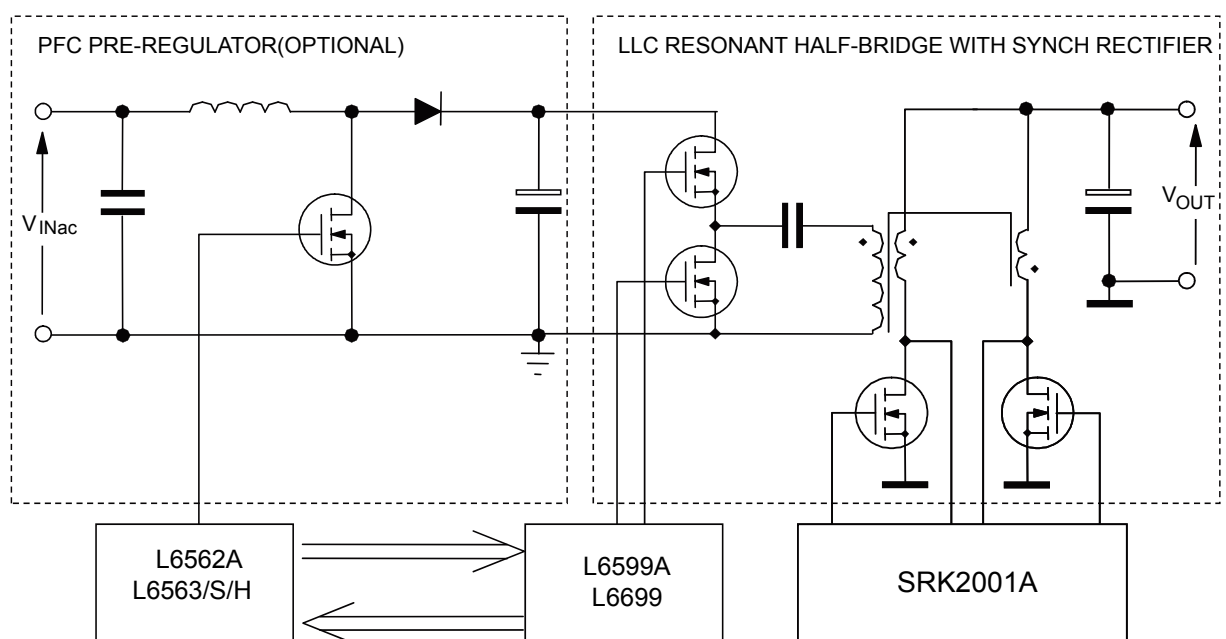 PFC PRE-REGULATOR(OPTIONAL)
LLC RESONANT HALF-BRIDGE WITH SYNCH RECTIFIER
VINac
VOUT
L6562A
L6563/S/H
L6599A
L6699
SRK2001A